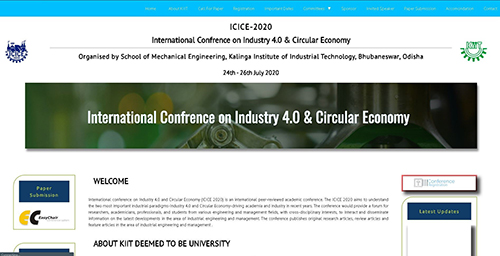 Home About KIIT Call For Paper Registration Important Dates Committees Sponsor Invited Speaker Paper Submission Accommodation Contact
ICICE-2020
International Confrence on Industry 4.0 & Circular Economy
Organised by School of Mechanical Engineering, Kalinga Institute of Industrial Technology, Bhubaneswar, Odisha
24th - 26th July 2020
ICICE
KIIT
International Confrence on Industry 4.0 & Circular Economy
Paper
Submission
EasyChair
WELCOME
International conference on Industry 4.0 and Circular Economy (ICICE 2020) is an international peer-reviewed academic conference. The ICICE 2020 aims to understand
the two most important industrial paradigms-Industry 4.0 and Circular Economy-driving academia and industry in recent years. The conference would provide a forum for
researchers, academicians, professionals, and students from various engineering and management fields, with cross-disciplinary interests, to interact and disseminate
information on the latest developments in the area of industrial engineering and management. The conference publishes original research articles, review articles and
feature articles in the area of industrial engineering and management.
ABOUT KIIT DEEMED TO BE UNIVERSITY
Conference
Latest Updates